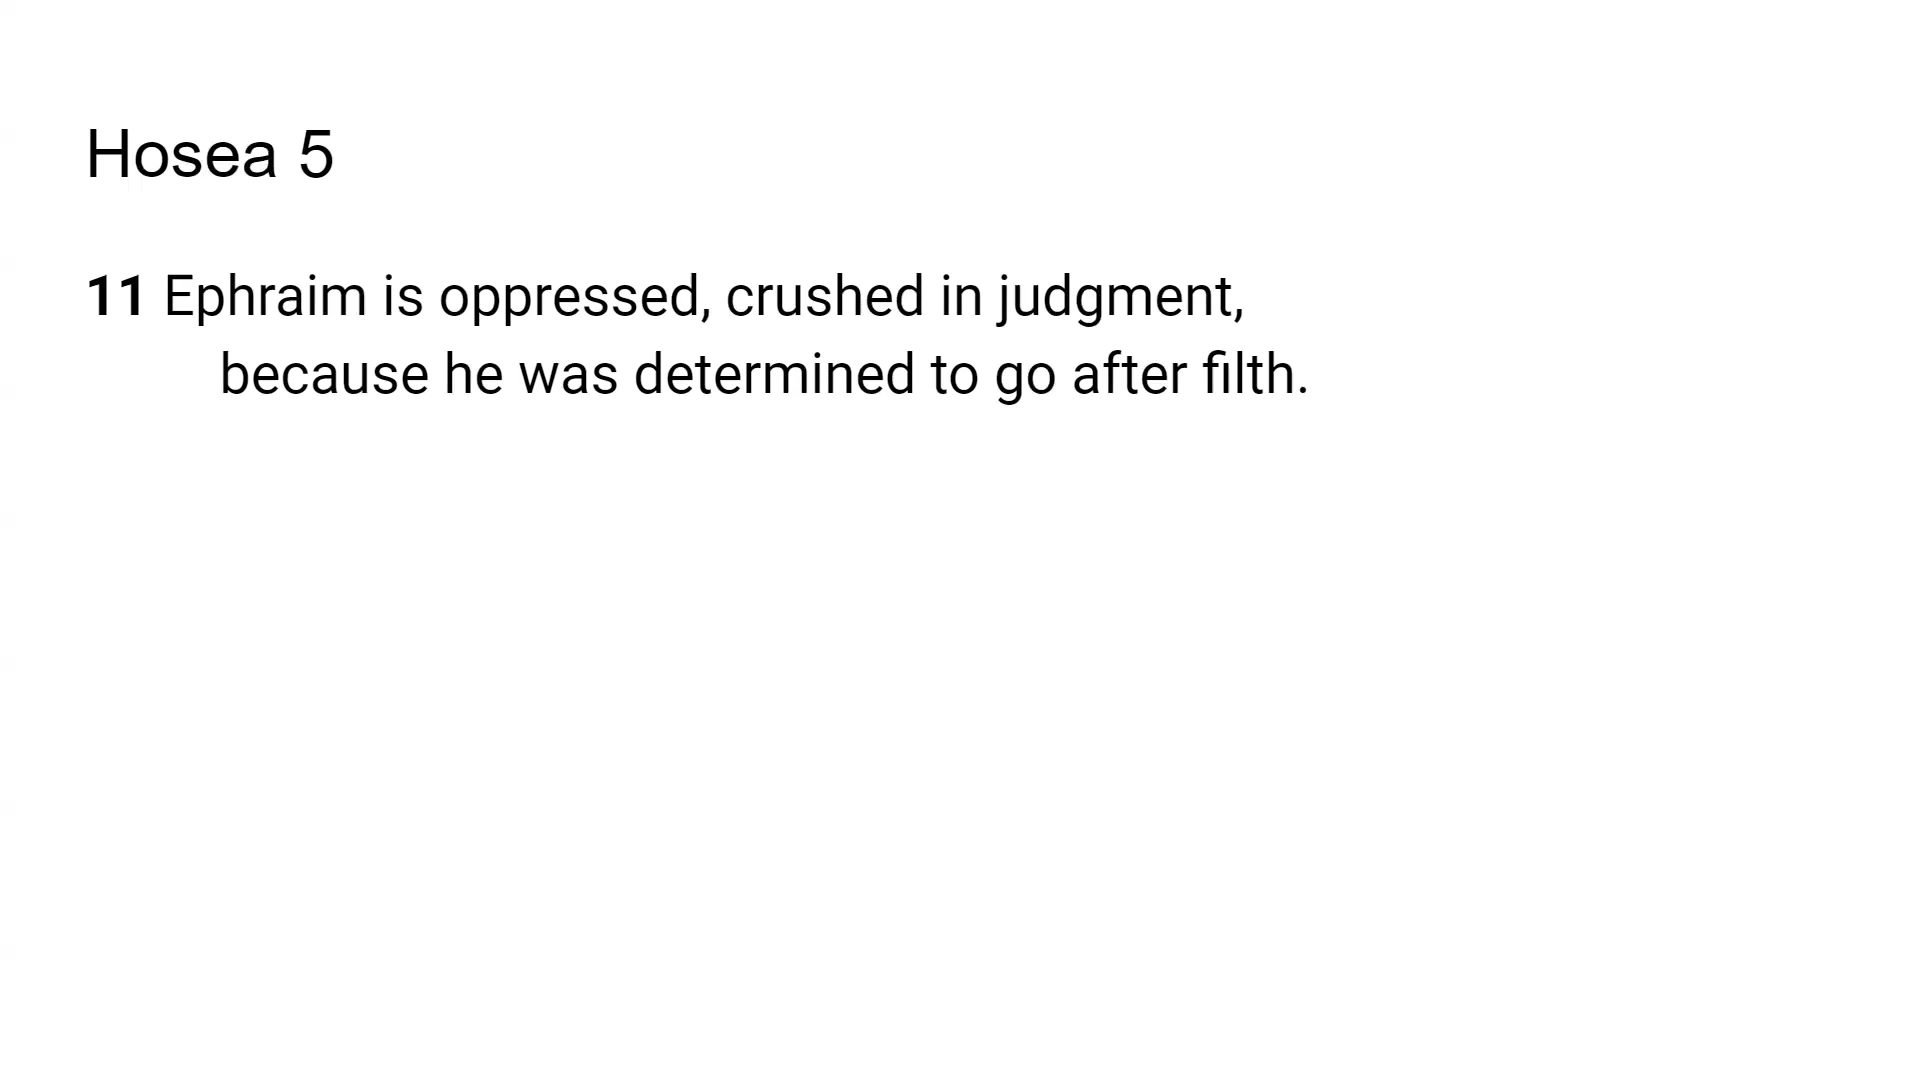 Hosea 5
11 Ephraim is oppressed, crushed in judgment,
because he was determined to go after filth.